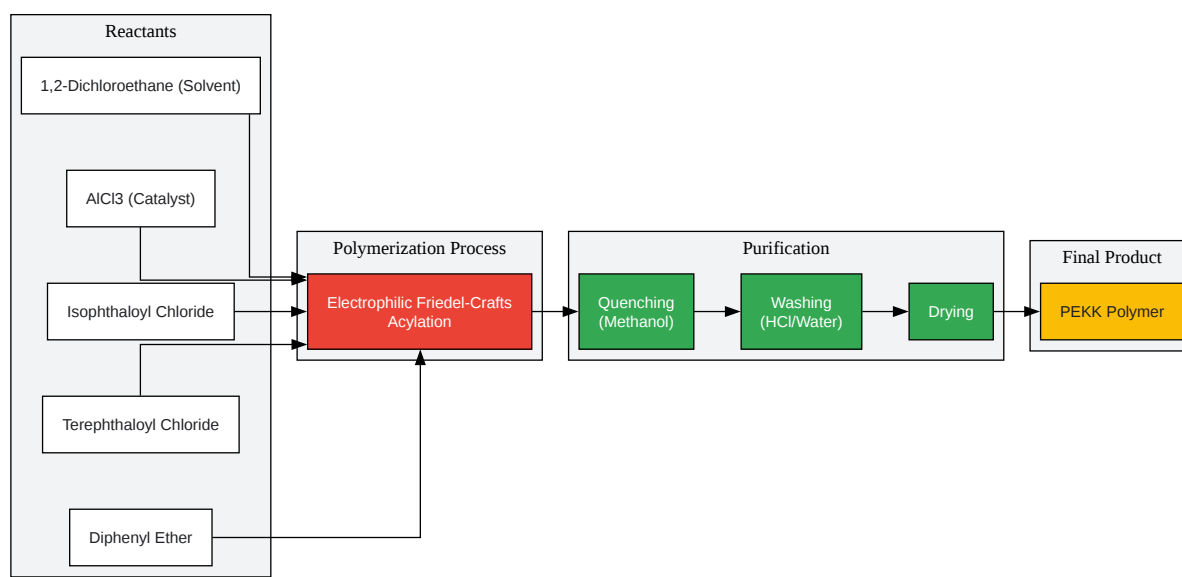 Reactants
1,2-Dichloroethane (Solvent)
AlCl3 (Catalyst)
Isophthaloyl Chloride
Terephthaloyl Chloride
Diphenyl Ether
Polymerization Process
Electrophilic Friedel-Crafts
Acylation
Purification
Quenching
(Methanol)
Washing
(HCl/Water)
Drying
Final Product
PEKK Polymer